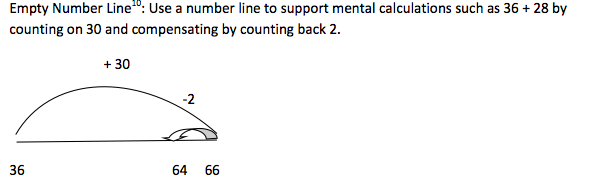 Empty Number Line¹⁰: Use a number line to support mental calculations such as 36 + 28 by
counting on 30 and compensating by counting back 2.
+ 30
-2
36 64 66